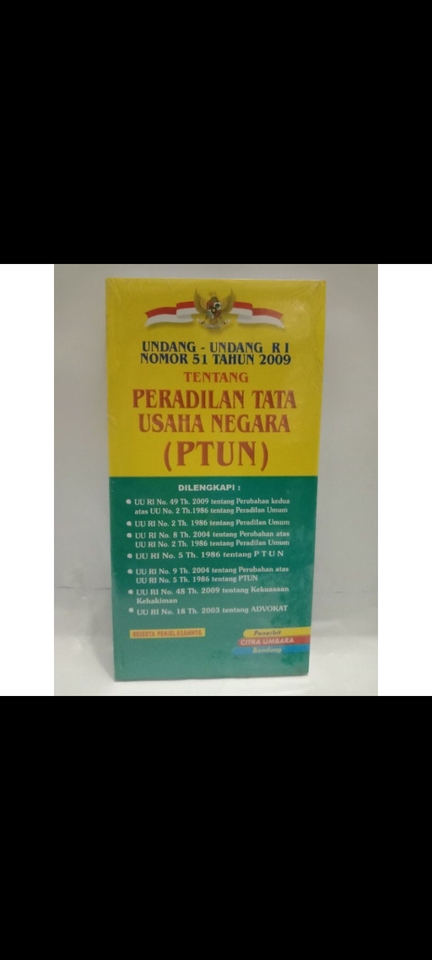 UNDANG - UNDANG R I
NOMOR 51 TAHUN 2009
TENTANG
PERADILAN TATA
USAHA NEGARA
(PTUN)
DILENGKAPI :
UU RI No. 49 Th. 2009 tentang Perubahan kedua
atas UU No. 2 Th.1986 tentang Peradilan Umum
UU RI No. 2 Th. 1986 tentang Peradilan Umum
UU RI No. 8 Th. 2004 tentang Perobahan atas
UU RI No. 2 Th. 1986 tentang Peradilan Umum
UU RI No. 5 Th. 1986 tentang P T U N
UU RI No. 9 Th. 2004 tentang Perobahan atas
UU RI No. 5 Th. 1986 tentang PTUN
UU RI No. 48 Th. 2009 tentang Kekuasaan
Kehakiman
UU RI No. 18 Th. 2003 tentang ADVOKAT
BESERTA PENJELASANNYA
Penerbit
CITRA UMBARA
Bandung